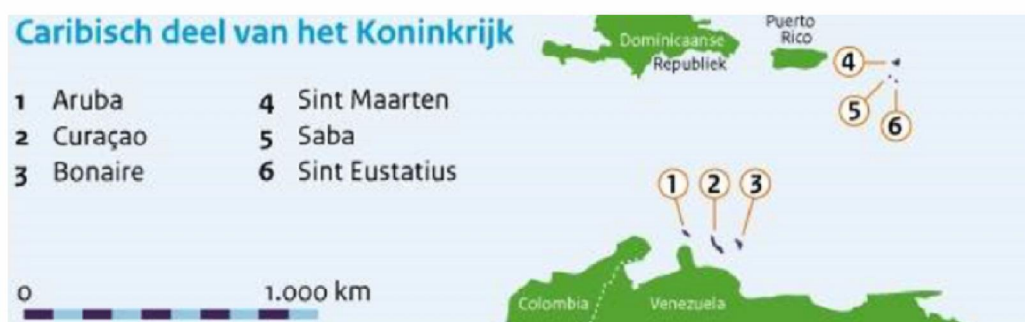 Caribisch deel van het Koninkrijk
1 Aruba
2 Curaçao
3 Bonaire
4 Sint Maarten
5 Saba
6 Sint Eustatius
0 1.000 km
Dominicaanse
Republiek
Puerto
Rico
4
5
6
1 2 3
Colombia
Venezuela